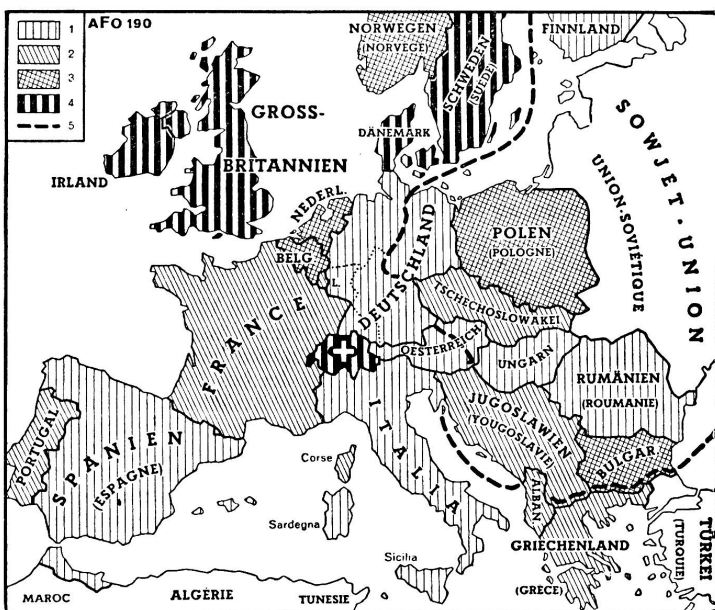 AFO 190
1
2
3
4
5
NORWEGEN
(NORVEGE)
FINNLAND
SCHWEDEN
(SUIDE)
GROSS-
BRITANNIEN
DÄNEMARK
IRLAND
SOWJET-UNION
UNION-SOVIÉTIQUE
NEDERL.
BELG
L.
DEUTSCHLAND
POLEN
(POLOGNE)
TSCHECHOSLOWAKEI
FRANCE
OESTERREICH
UNGARN
RUMÄNIEN
(ROUMANIE)
JUGOSLAWIEN
(YOUGOSLAVIE)
BULGAR
ITALIA
PORTUGAL
SPANIEN
(ESPAGNE)
Corse
Sardegna
Sicilia
ALBAN.
GRIECHENLAND
(GRÈCE)
TÜRKEI
(TURQUIE)
MAROC
ALGÉRIE
TUNESIE